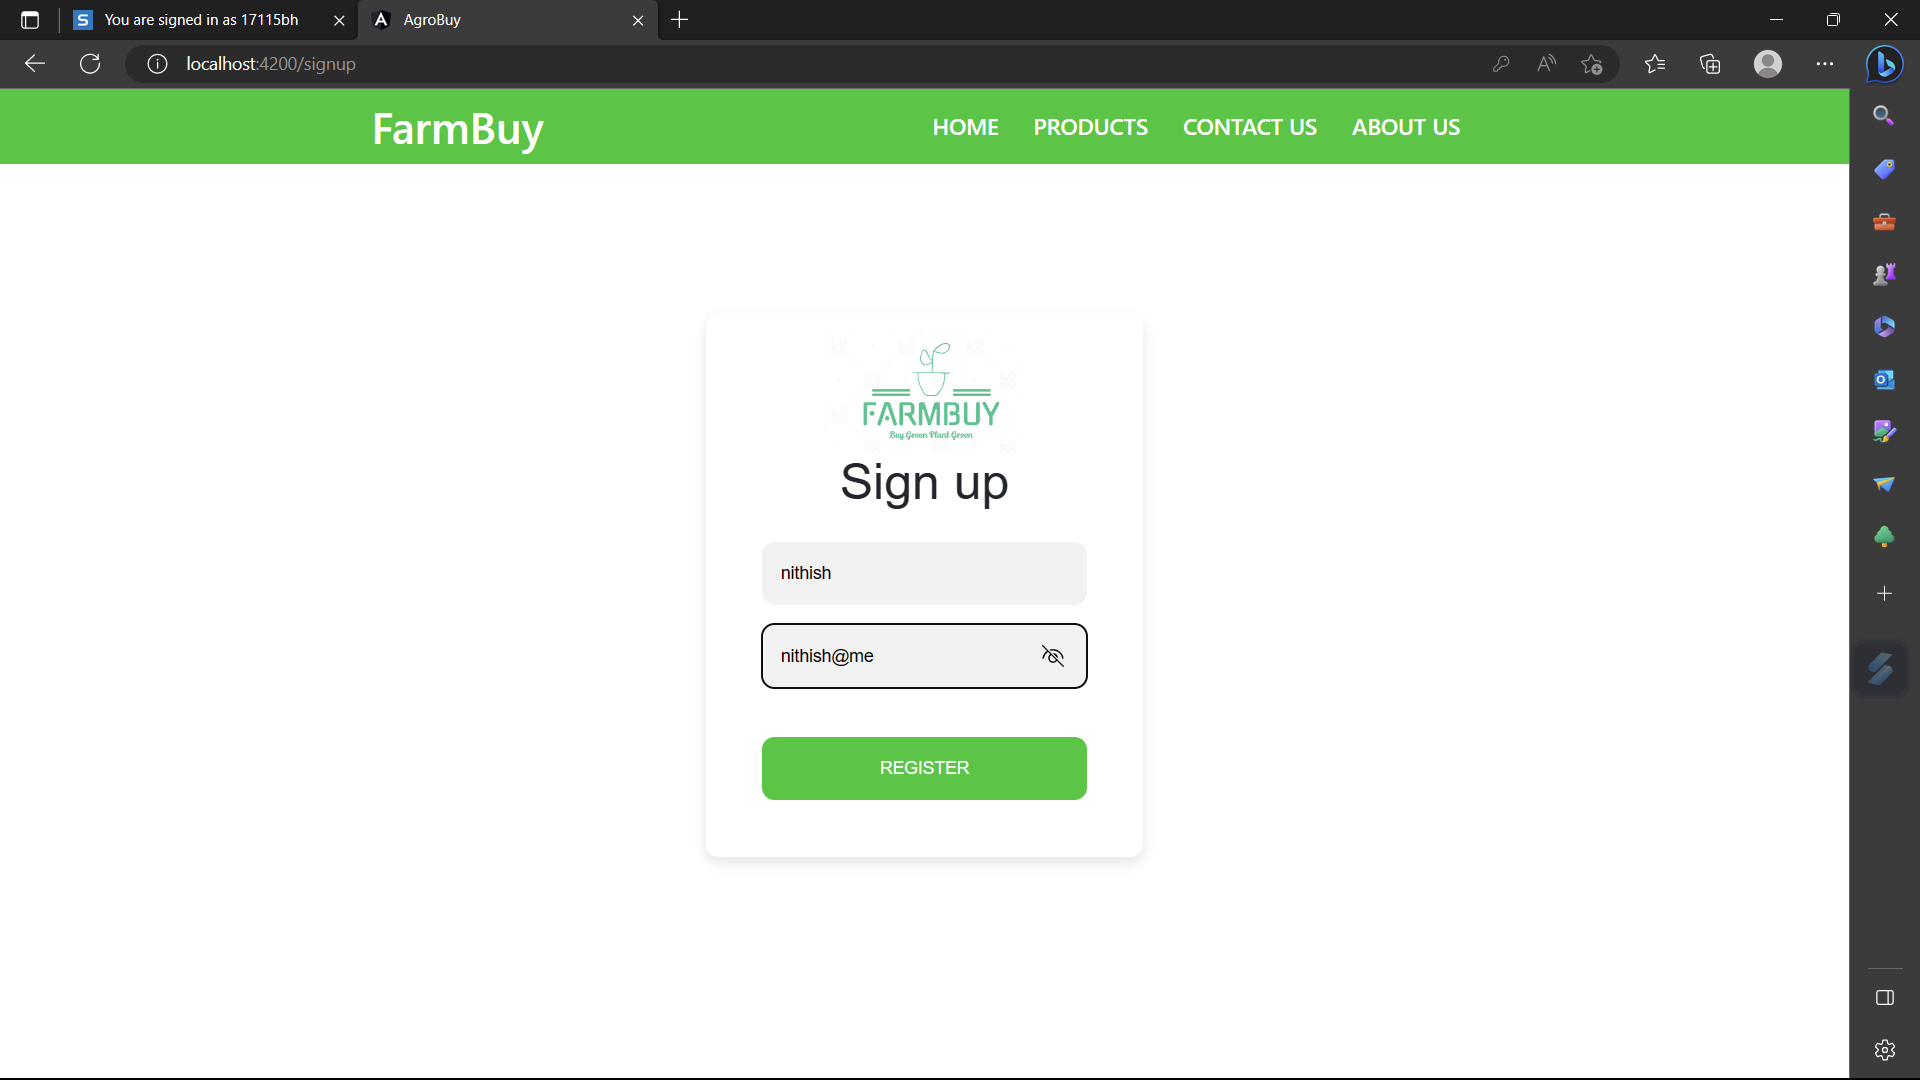 You are signed in as 17115bh
AgroBuy
localhost:4200/signup
FarmBuy
HOME PRODUCTS CONTACT US ABOUT US
FARMBUY
Buy Green Plant Green
Sign up
nithish
nithish@me
REGISTER